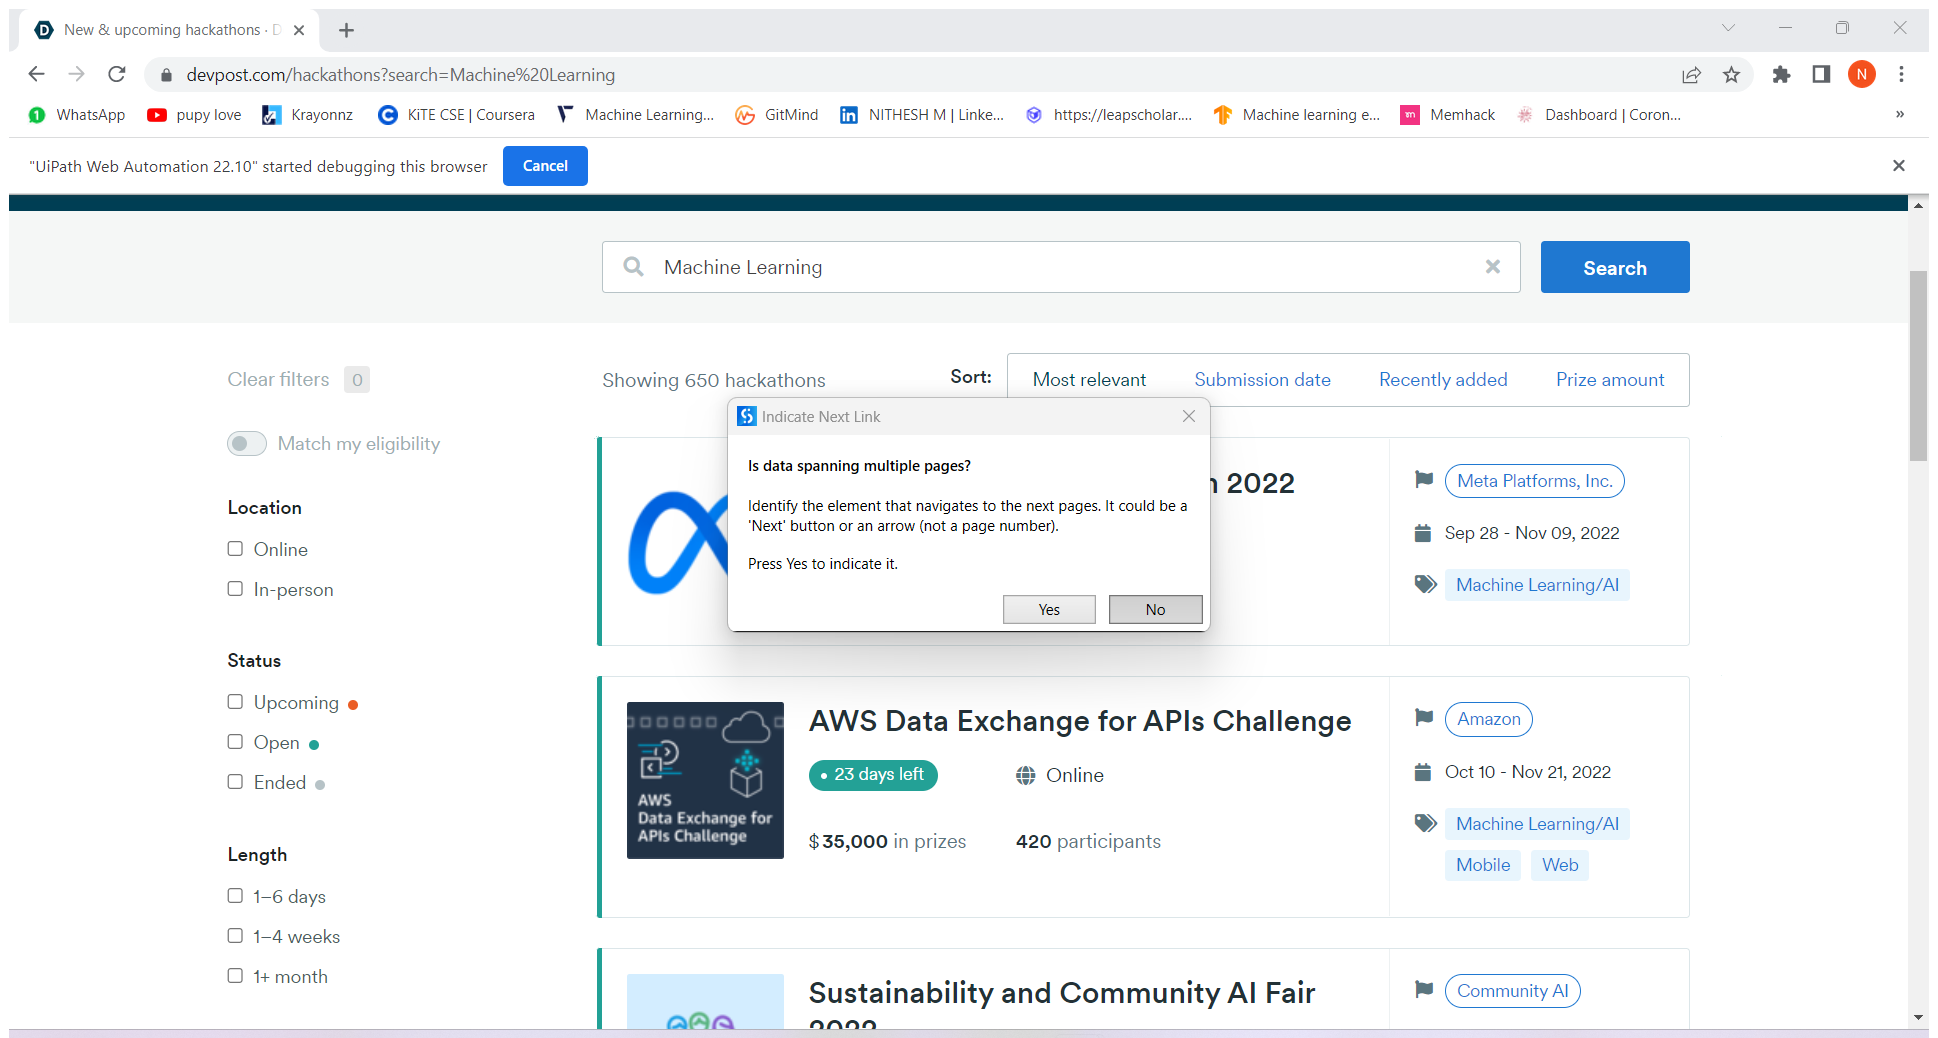 New & upcoming hackathons · D
devpost.com/hackathons?search=Machine%20Learning
N
1 WhatsApp pupy love Krayonnz KiTE CSE | Coursera Machine Learning... GitMind NITHESH M | Linke... https://leapscholar.... Machine learning e... Memhack Dashboard | Coron... »
"UiPath Web Automation 22.10" started debugging this browser Cancel
Machine Learning Search
Clear filters 0
Showing 650 hackathons Sort: Most relevant Submission date Recently added Prize amount
Match my eligibility
Location
Online
In-person
Status
Upcoming
Open
Ended
Length
1–6 days
1–4 weeks
1+ month
Indicate Next Link
Is data spanning multiple pages?
Identify the element that navigates to the next pages. It could be a
'Next' button or an arrow (not a page number).
Press Yes to indicate it.
Yes No
2022
Meta Platforms, Inc.
Sep 28 - Nov 09, 2022
Machine Learning/AI
AWS
Data Exchange for
APIs Challenge
AWS Data Exchange for APIs Challenge
23 days left Online
$35,000 in prizes 420 participants
Amazon
Oct 10 - Nov 21, 2022
Machine Learning/AI
Mobile Web
Sustainability and Community AI Fair
2022
Community AI